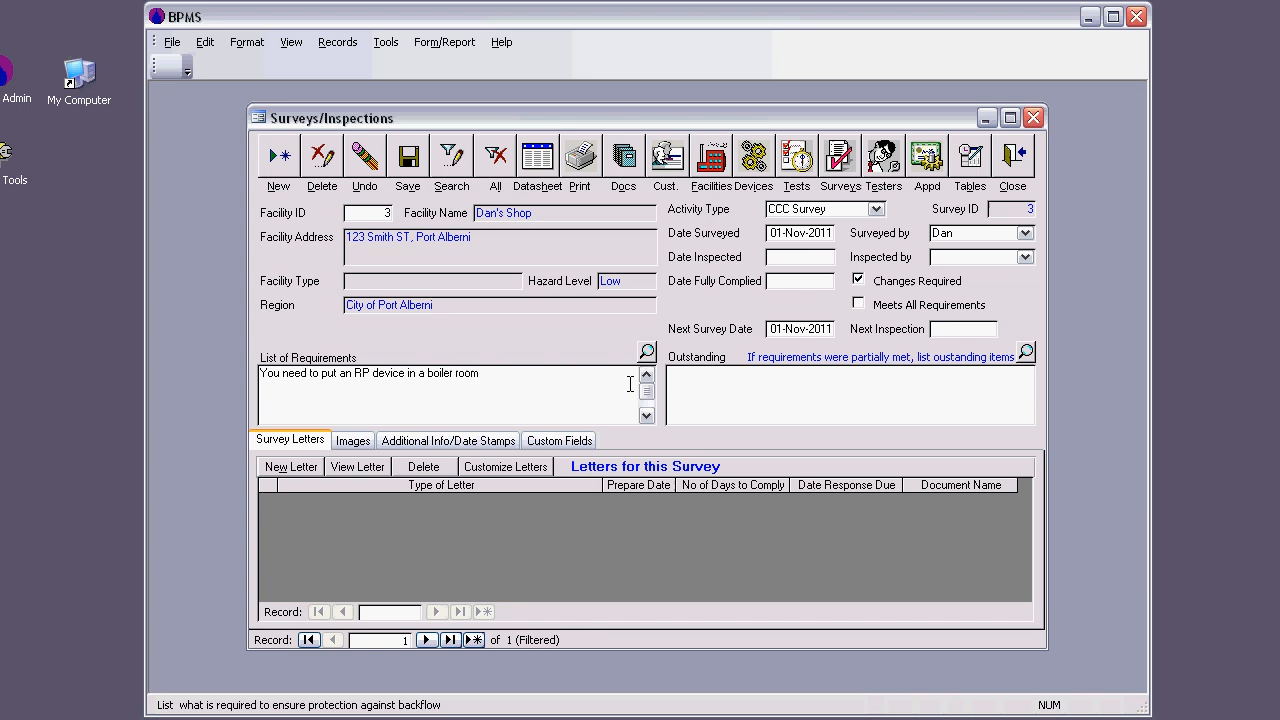 BPMS
File Edit Format View Records Tools Form/Report Help
Admin
My Computer
Tools
Surveys/Inspections
New Delete Undo Save Search All Datasheet Print Docs Cust. Facilities Devices Tests Surveys Testers Appd Tables Close
Facility ID 3 Facility Name Dan's Shop
Activity Type CCC Survey Survey ID 3
Facility Address 123 Smith ST, Port Alberni
Date Surveyed 01-Nov-2011 Surveyed by Dan
Date Inspected Inspected by
Facility Type Hazard Level Low
Date Fully Complied Changes Required
Region City of Port Alberni
Meets All Requirements
Next Survey Date 01-Nov-2011 Next Inspection
List of Requirements
Outstanding If requirements were partially met, list oustanding items
You need to put an RP device in a boiler room
Survey Letters Images Additional Info/Date Stamps Custom Fields
New Letter View Letter Delete Customize Letters Letters for this Survey
Type of Letter Prepare Date No of Days to Comply Date Response Due Document Name
Record:
Record: 1 of 1 (Filtered)
List what is required to ensure protection against backflow NUM